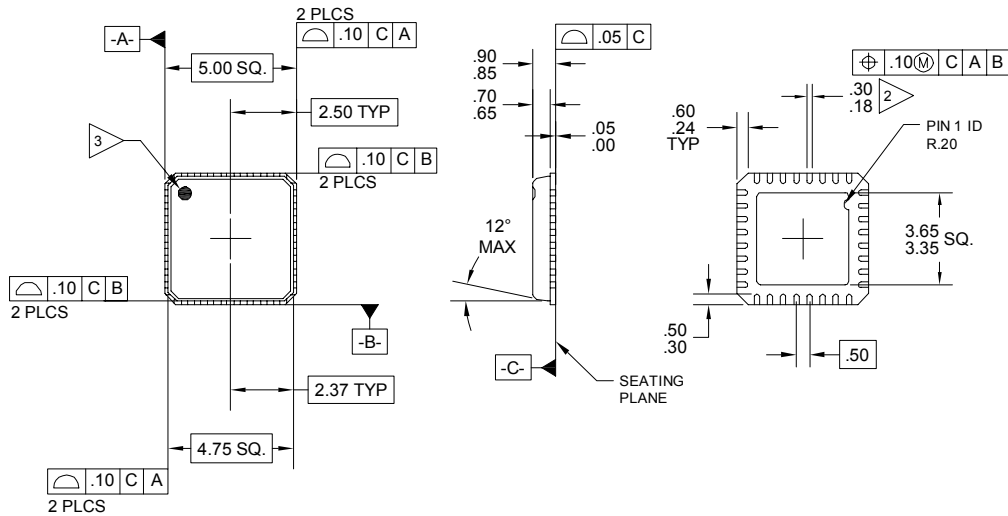 2 PLCS
.10 C A
-A-
5.00 SQ.
2.50 TYP
3
.10 C B
2 PLCS
.10 C B
2 PLCS
-B-
2.37 TYP
4.75 SQ.
.10 C A
2 PLCS
.05 C
.90
.85
.70
.65
.05
.00
12°
MAX
-C-
SEATING
PLANE
.10Ⓜ C A B
.30
.18
2
.60
.24
TYP
PIN 1 ID
R.20
3.65
3.35
SQ.
.50
.30
.50